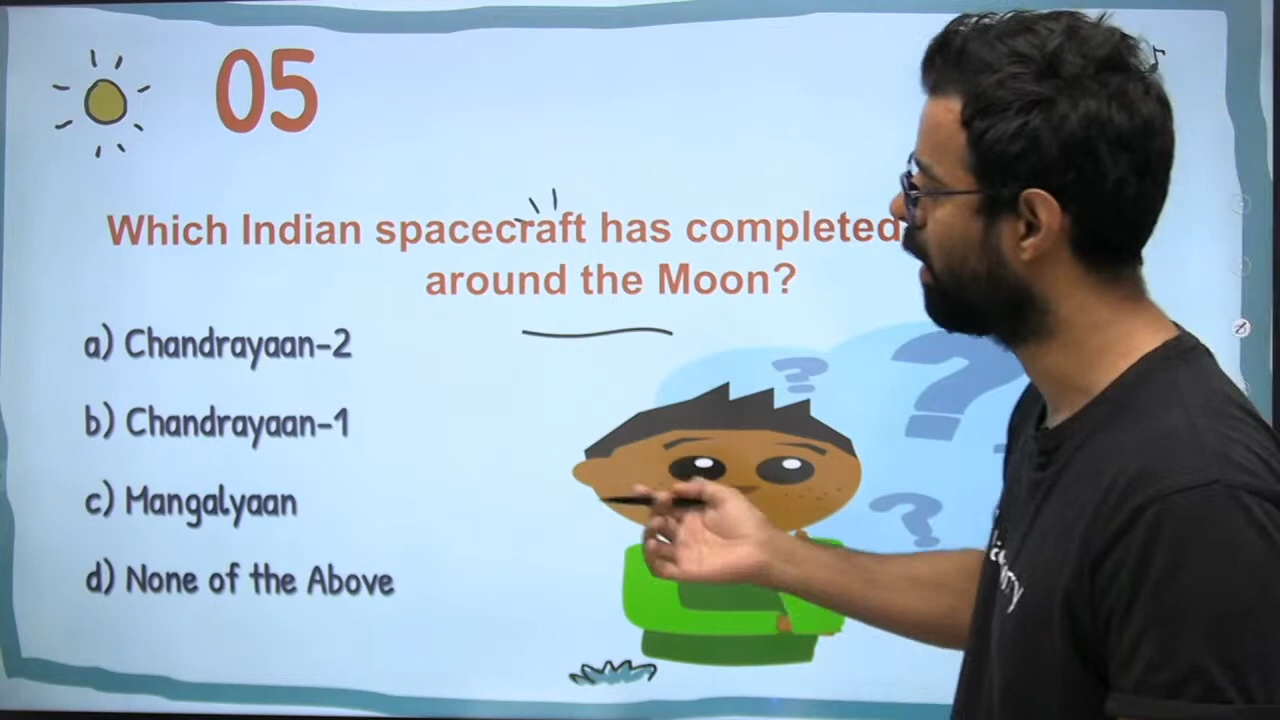 05
Which Indian spacecraft has completed
around the Moon?
a) Chandrayaan-2
b) Chandrayaan-1
c) Mangalyaan
d) None of the Above